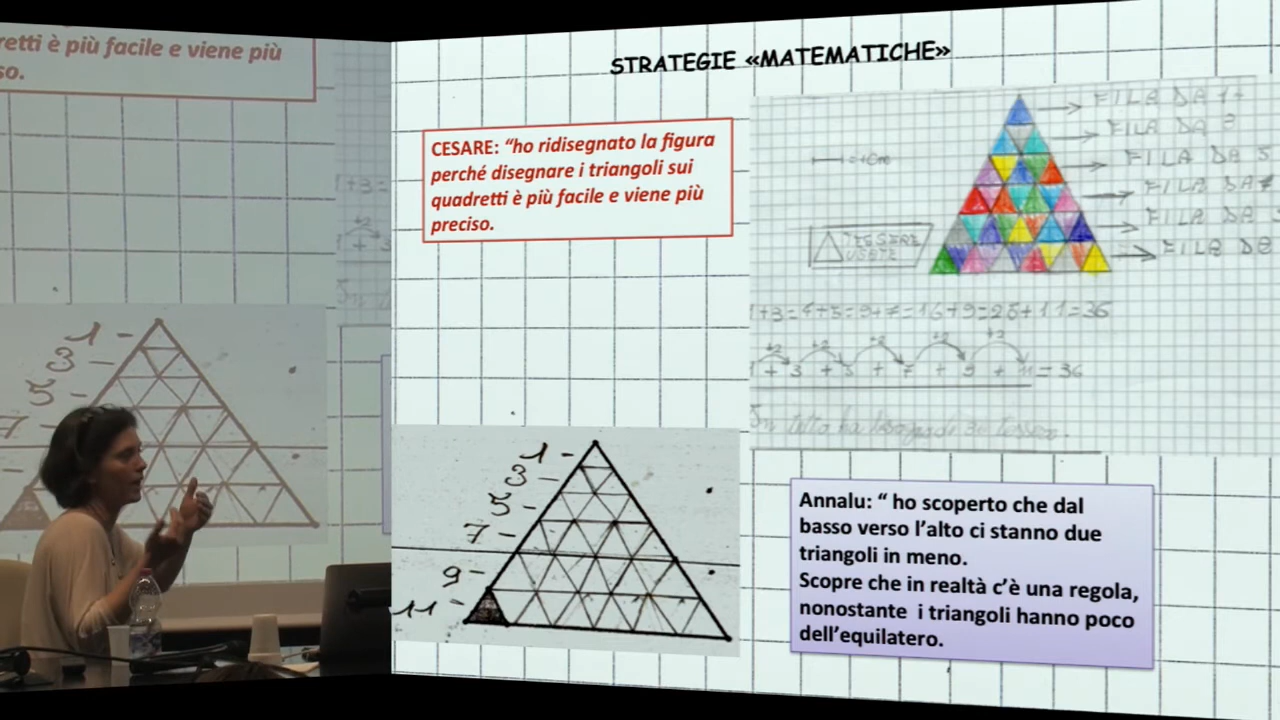 retti è più facile e viene più
so.
1
3
5
7
1+3=
STRATEGIE «MATEMATICHE»
CESARE: “ho ridisegnato la figura
perché disegnare i triangoli sui
quadretti è più facile e viene più
preciso.
FILA DA 1
FILA DA
FILA DA 5
FILA DA 7
FILA DA
FILA DA
TESSERE
USATE
1+3=4+5=9+7=16+9=25+11=36
+2 +2 +2 +2 +2
+ 3 + 5 + 7 + 9 + 11 = 36
1
3
5
7
9
11
Annalu: “ ho scoperto che dal
basso verso l’alto ci stanno due
triangoli in meno.
Scopre che in realtà c’è una regola,
nonostante i triangoli hanno poco
dell’equilatero.